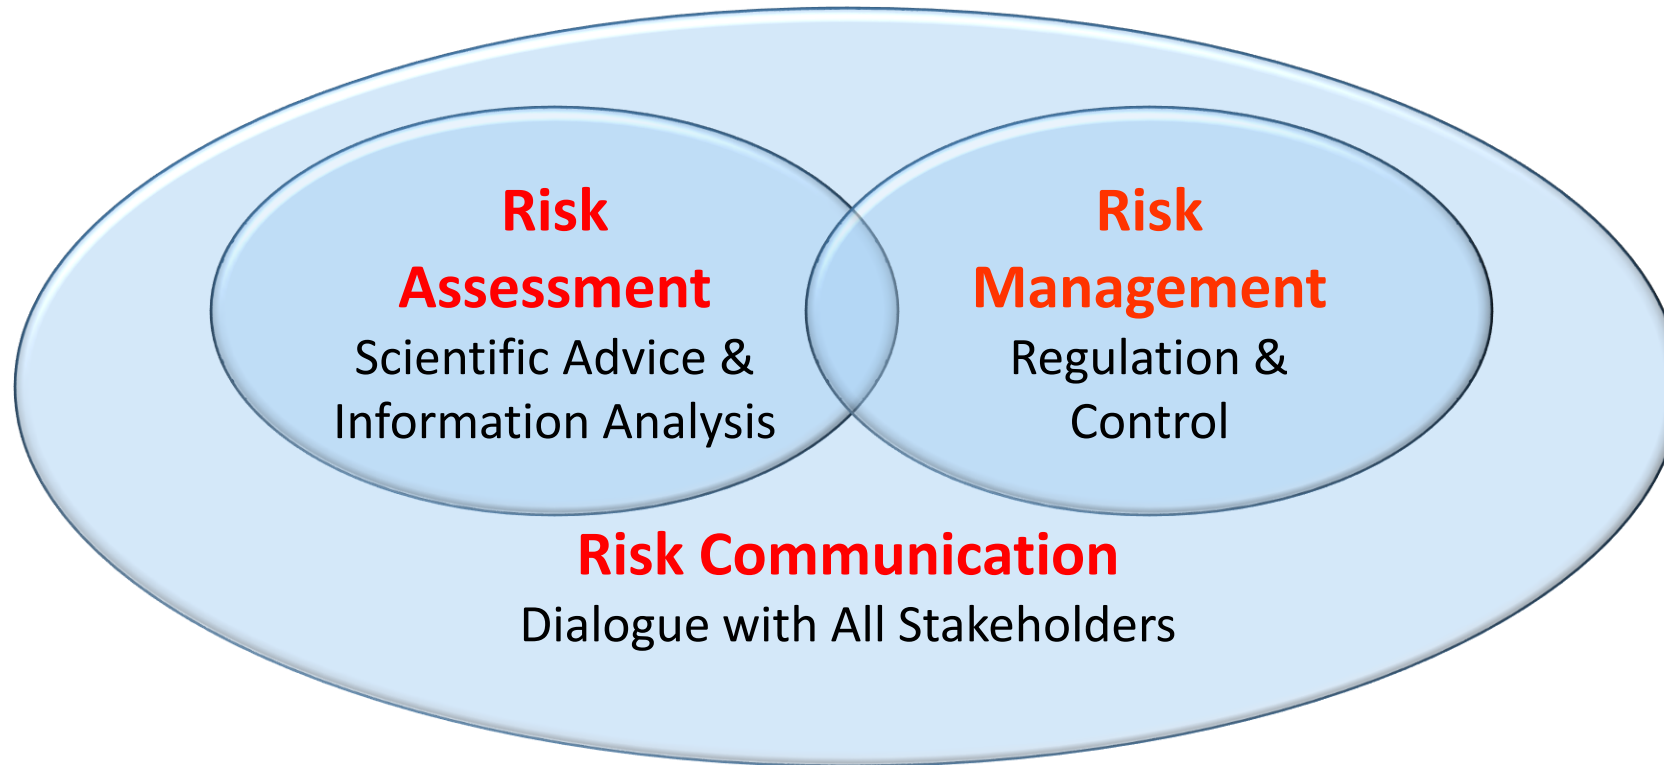 Risk
Assessment
Scientific Advice &
Information Analysis
Risk
Management
Regulation &
Control
Risk Communication
Dialogue with All Stakeholders